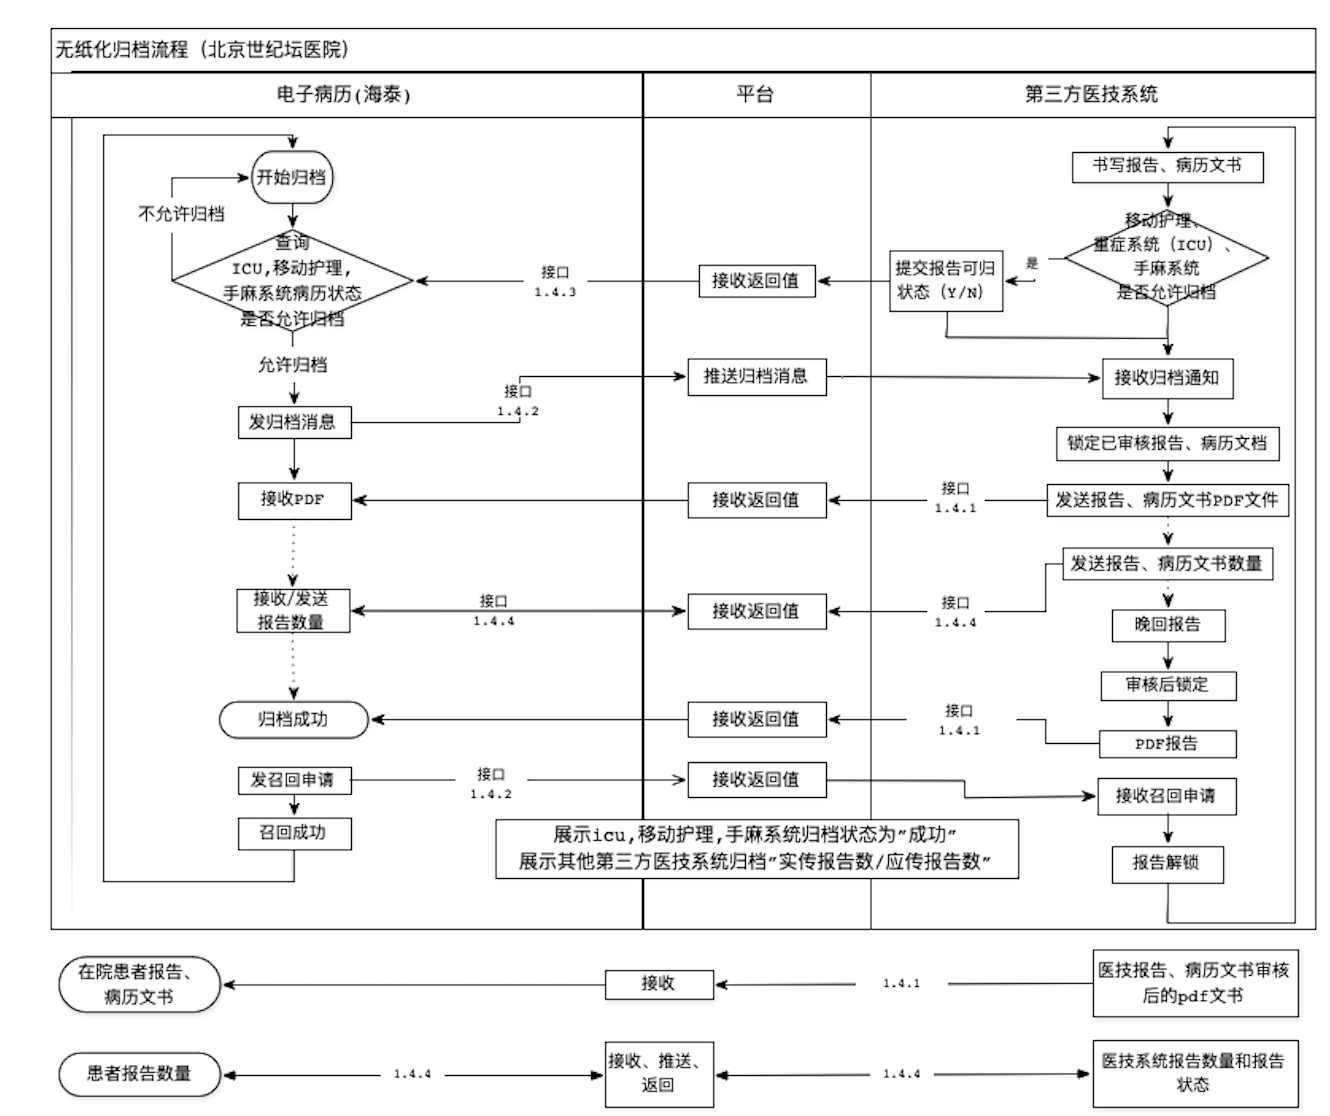 无纸化归档流程（北京世纪坛医院）
电子病历(海泰)
平台
第三方医技系统
开始归档
不允许归档
查询
ICU,移动护理,
手麻系统病历状态
是否允许归档
允许归档
发归档消息
接收PDF
接收/发送
报告数量
归档成功
发召回申请
召回成功
接口
1.4.3
接口
1.4.2
接口
1.4.4
接口
1.4.2
接收返回值
推送归档消息
接收返回值
接收返回值
接收返回值
接收返回值
接口
1.4.1
接口
1.4.4
接口
1.4.1
书写报告、病历文书
移动护理、
重症系统（ICU）、
手麻系统
是否允许归档
是
提交报告可归
状态（Y/N）
接收归档通知
锁定已审核报告、病历文档
发送报告、病历文书PDF文件
发送报告、病历文书数量
晚回报告
审核后锁定
PDF报告
接收召回申请
报告解锁
展示icu,移动护理,手麻系统归档状态为"成功"
展示其他第三方医技系统归档"实传报告数/应传报告数"
在院患者报告、
病历文书
接收
1.4.1
医技报告、病历文书审核
后的pdf文书
患者报告数量
1.4.4
接收、推送、
返回
1.4.4
医技系统报告数量和报告
状态